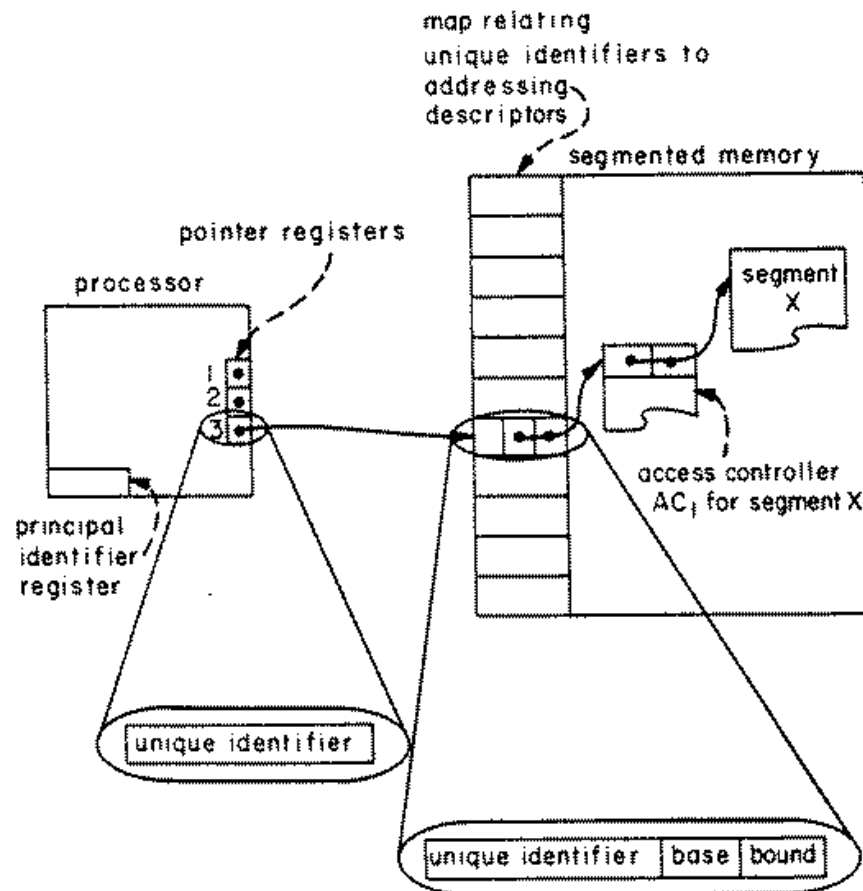 map relating
unique identifiers to
addressing
descriptors
segmented memory
pointer registers
processor
segment
X
1
2
3
access controller
AC₁ for segment X
principal
identifier
register
unique identifier
unique identifier base bound